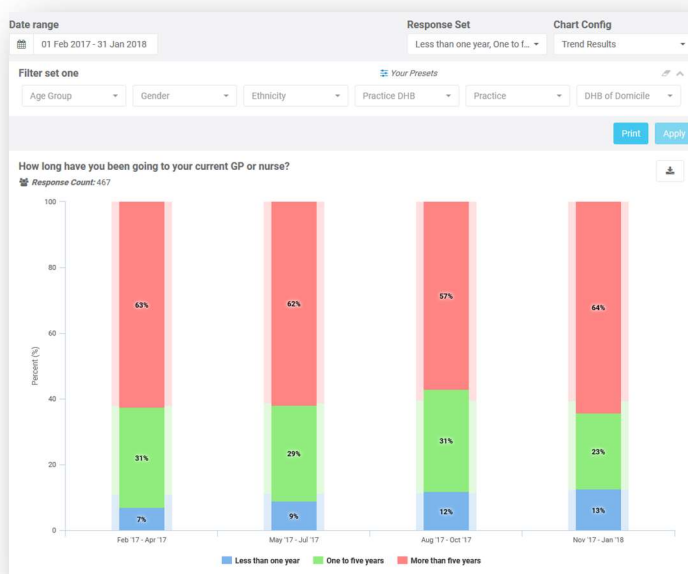 Date range
Response Set
Chart Config
01 Feb 2017 - 31 Jan 2018
Less than one year, One to f...
Trend Results
Filter set one
Your Presets
Age Group
Gender
Ethnicity
Practice DHB
Practice
DHB of Domicile
Print
Apply
How long have you been going to your current GP or nurse?
Response Count: 467
Percent (%)
100
80
60
40
20
0
63%
62%
57%
64%
31%
29%
31%
23%
7%
9%
12%
13%
Feb '17 - Apr '17
May '17 - Jul '17
Aug '17 - Oct '17
Nov '17 - Jan '18
Less than one year
One to five years
More than five years